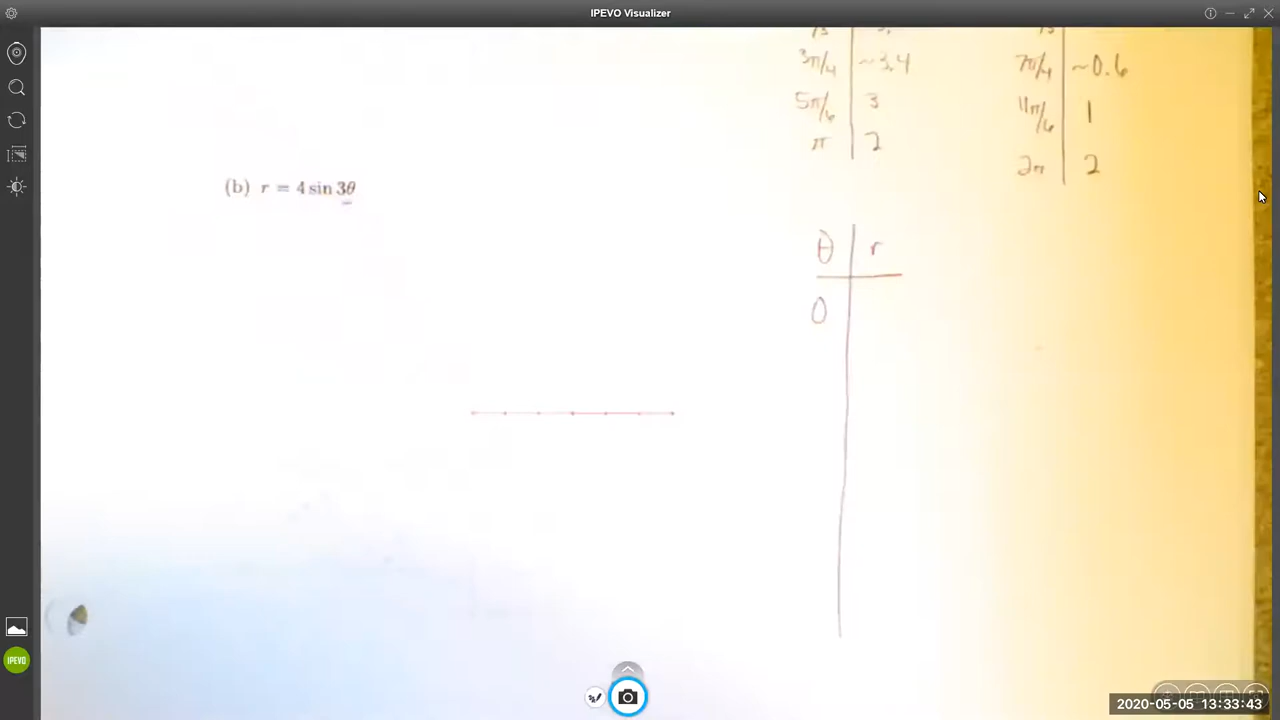 IPEVO Visualizer
3π/4 ~3.4
5π/6 3
π 2
7π/4 ~0.6
11π/6 1
2π 2
(b) r = 4 sin 3θ
θ r
0
IPEVO
2020-05-05 13:33:43